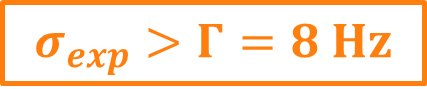 σ_exp > Γ = 8 Hz